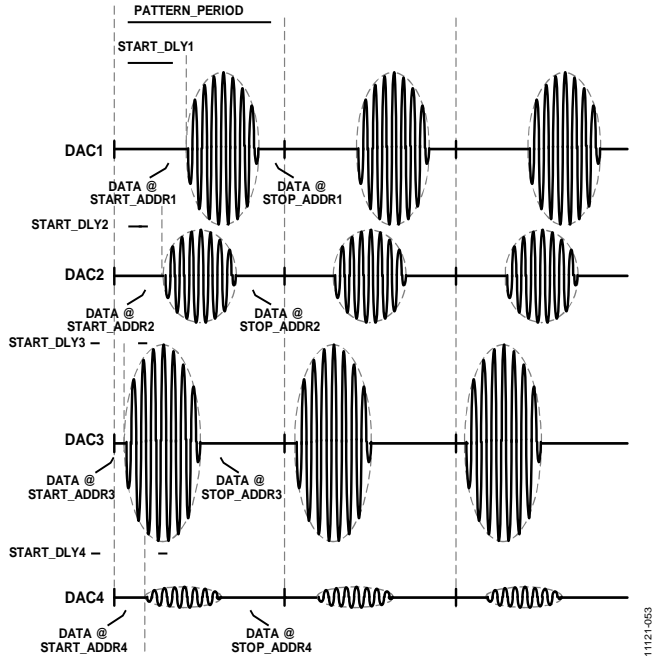 PATTERN_PERIOD
START_DLY1
DAC1
DATA @
START_ADDR1
DATA @
STOP_ADDR1
START_DLY2
DAC2
DATA @
START_ADDR2
DATA @
STOP_ADDR2
START_DLY3
DAC3
DATA @
START_ADDR3
DATA @
STOP_ADDR3
START_DLY4
DAC4
DATA @
START_ADDR4
DATA @
STOP_ADDR4
11121-053